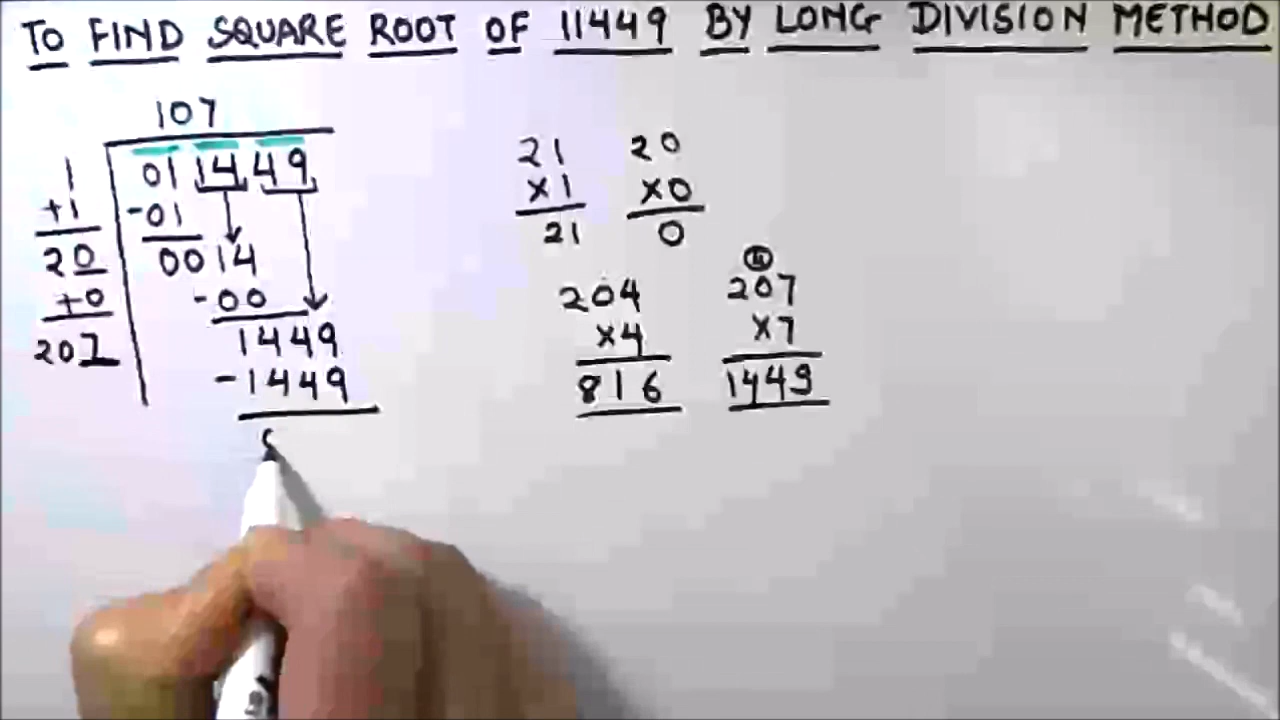 TO FIND SQUARE ROOT OF 11449 BY LONG DIVISION METHOD
107
1 01 14 49
+1 -01
20 0014
+0 -00
207 1449
-1449
21 20
x1 x0
21 0
4
204 207
x4 x7
816 1449